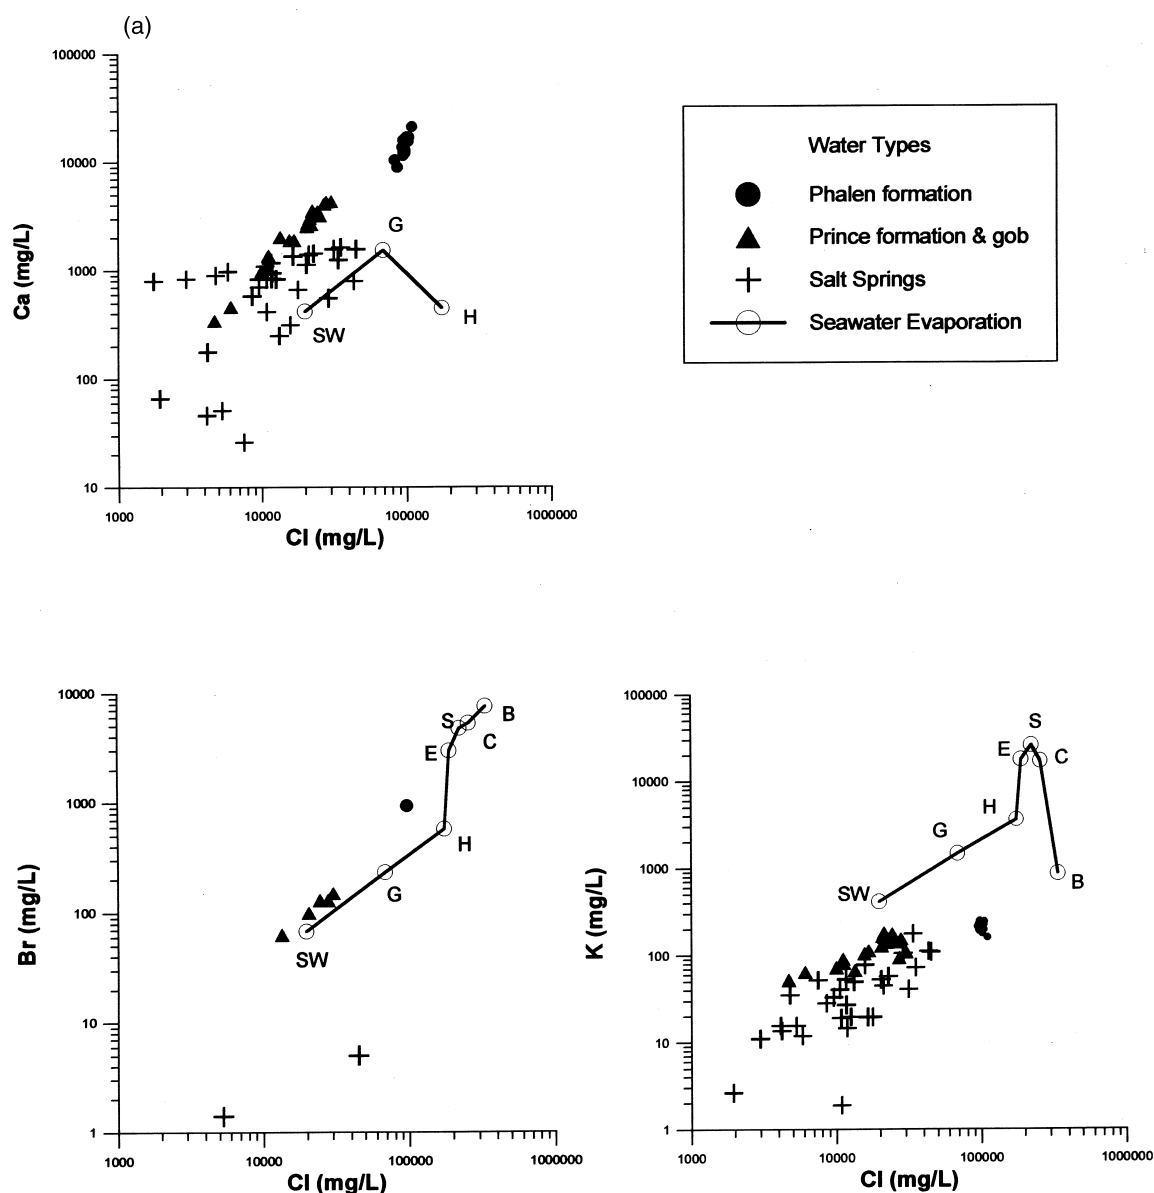 (a)
100000
10000
1000
100
10
Ca (mg/L)
G
SW
H
1000 10000 100000 1000000
Cl (mg/L)
Water Types
Phalen formation
Prince formation & gob
Salt Springs
Seawater Evaporation
10000
1000
100
10
1
Br (mg/L)
S
B
E
C
H
G
SW
1000 10000 100000 1000000
Cl (mg/L)
100000
10000
1000
100
10
1
K (mg/L)
S
E
C
H
G
SW
B
1000 10000 100000 1000000
Cl (mg/L)